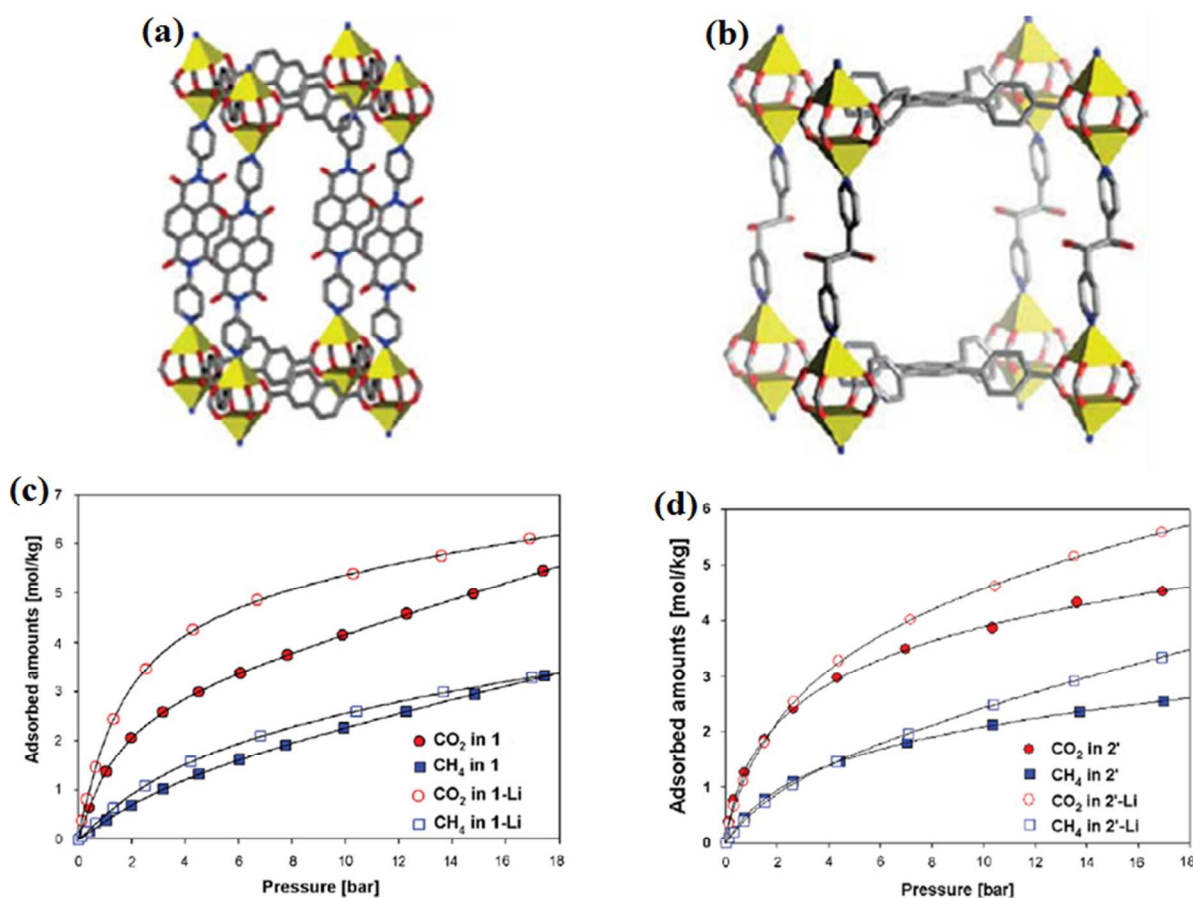 (a)
(b)
(c)
7
6
5
4
3
2
1
0
0 2 4 6 8 10 12 14 16 18
Adsorbed amounts [mol/kg]
Pressure [bar]
CO₂ in 1
CH₄ in 1
CO₂ in 1-Li
CH₄ in 1-Li
(d)
6
5
4
3
2
1
0
0 2 4 6 8 10 12 14 16 18
Adsorbed amounts [mol/kg]
Pressure [bar]
CO₂ in 2'
CH₄ in 2'
CO₂ in 2'-Li
CH₄ in 2'-Li